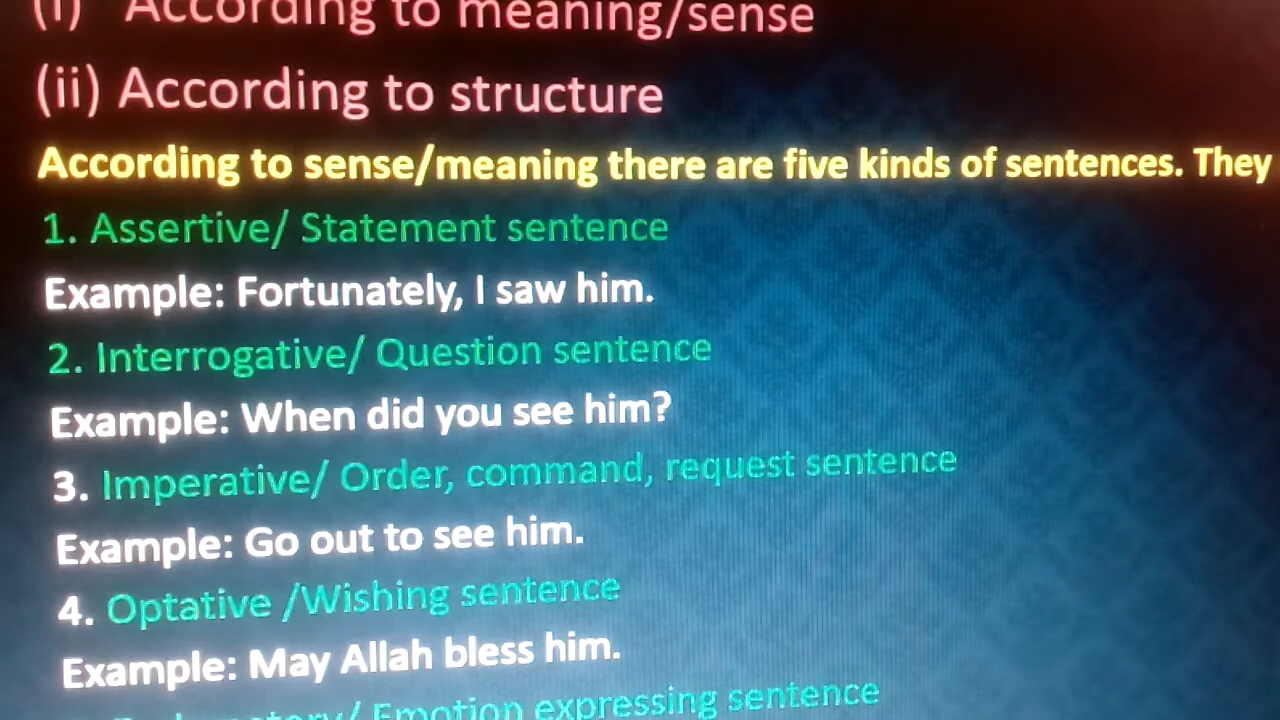 (i) According to meaning/sense
(ii) According to structure
According to sense/meaning there are five kinds of sentences. They
1. Assertive/ Statement sentence
Example: Fortunately, I saw him.
2. Interrogative/ Question sentence
Example: When did you see him?
3. Imperative/ Order, command, request sentence
Example: Go out to see him.
4. Optative /Wishing sentence
Example: May Allah bless him.
Emotion expressing sentence